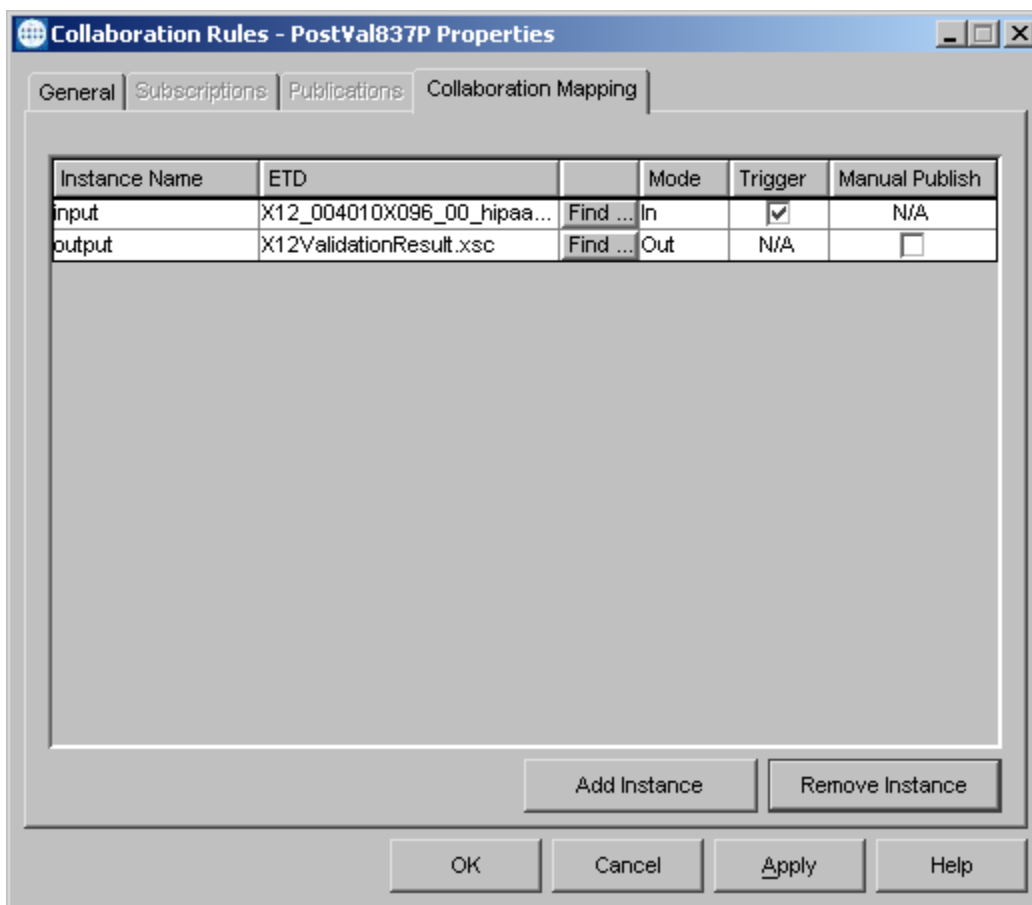 Collaboration Rules - PostVal837P Properties
General Subscriptions Publications Collaboration Mapping
Instance Name ETD Mode Trigger Manual Publish
input X12_004010X096_00_hipaa... Find ... In N/A
output X12ValidationResult.xsc Find ... Out N/A
Add Instance Remove Instance
OK Cancel Apply Help